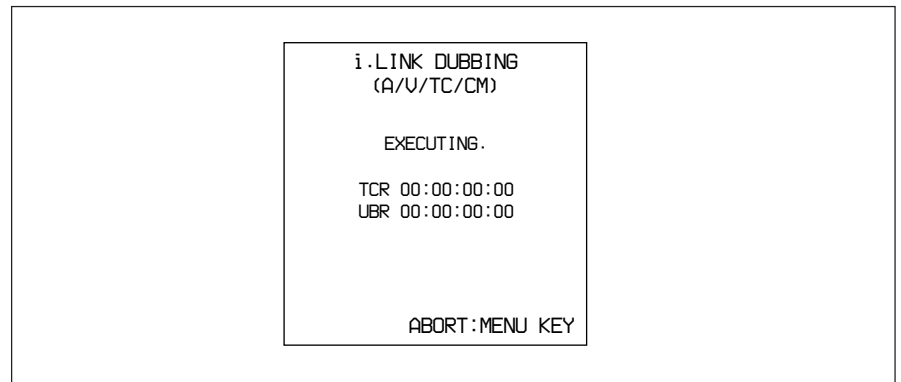 i.LINK DUBBING
(A/V/TC/CM)
EXECUTING.
TCR 00:00:00:00
UBR 00:00:00:00
ABORT:MENU KEY